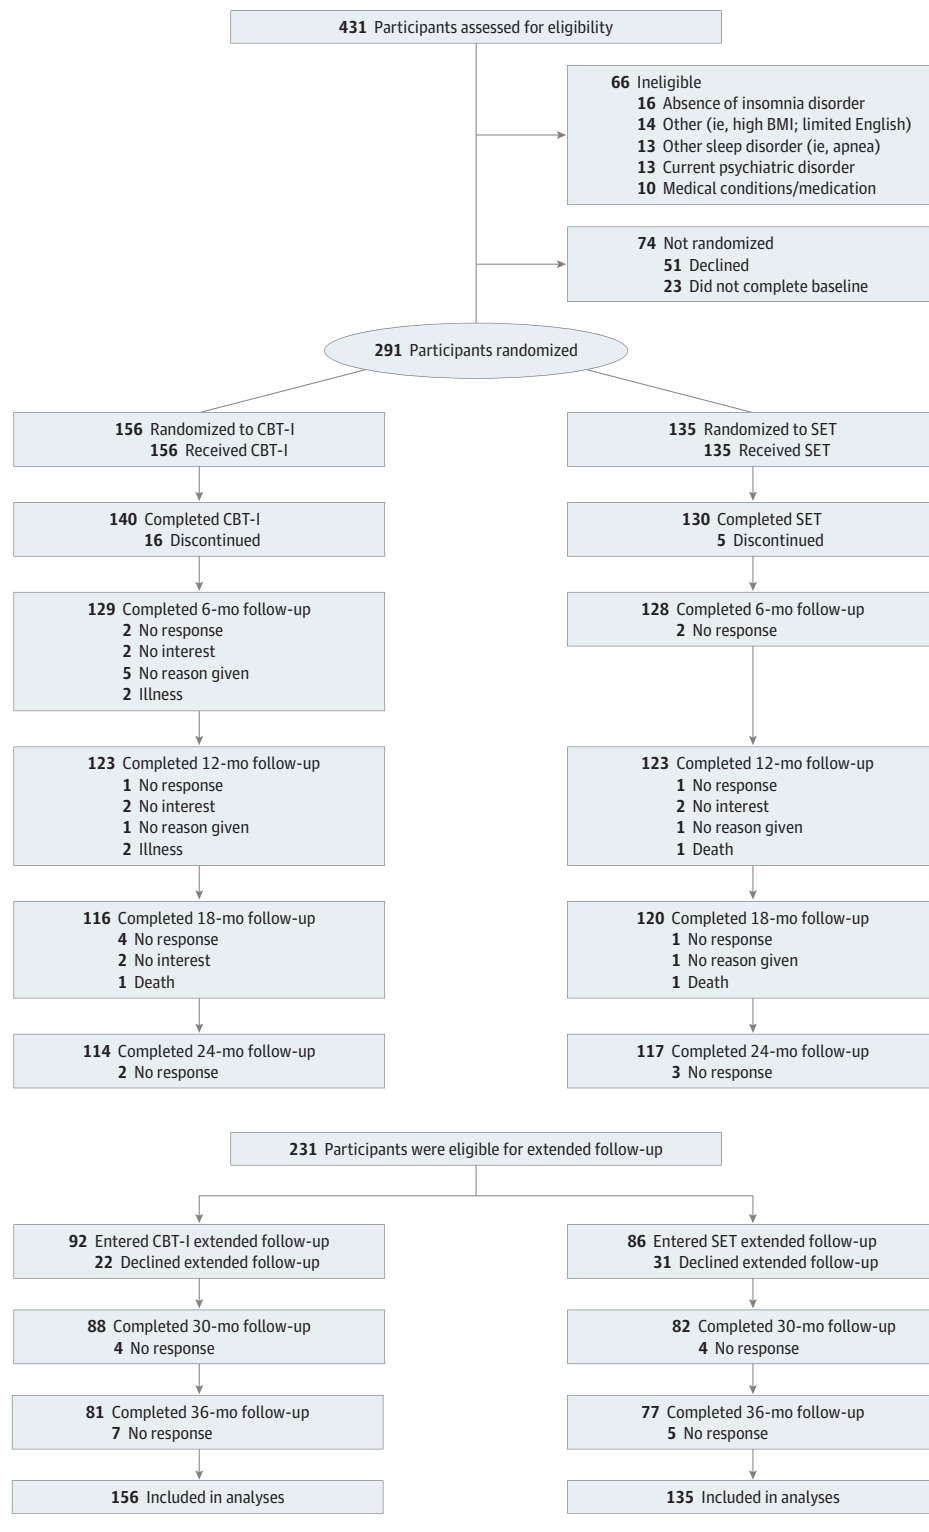 431 Participants assessed for eligibility
66 Ineligible
16 Absence of insomnia disorder
14 Other (ie, high BMI; limited English)
13 Other sleep disorder (ie, apnea)
13 Current psychiatric disorder
10 Medical conditions/medication
74 Not randomized
51 Declined
23 Did not complete baseline
291 Participants randomized
156 Randomized to CBT-I
156 Received CBT-I
135 Randomized to SET
135 Received SET
140 Completed CBT-I
16 Discontinued
130 Completed SET
5 Discontinued
129 Completed 6-mo follow-up
2 No response
2 No interest
5 No reason given
2 Illness
128 Completed 6-mo follow-up
2 No response
123 Completed 12-mo follow-up
1 No response
2 No interest
1 No reason given
2 Illness
123 Completed 12-mo follow-up
1 No response
2 No interest
1 No reason given
1 Death
116 Completed 18-mo follow-up
4 No response
2 No interest
1 Death
120 Completed 18-mo follow-up
1 No response
1 No reason given
1 Death
114 Completed 24-mo follow-up
2 No response
117 Completed 24-mo follow-up
3 No response
231 Participants were eligible for extended follow-up
92 Entered CBT-I extended follow-up
22 Declined extended follow-up
86 Entered SET extended follow-up
31 Declined extended follow-up
88 Completed 30-mo follow-up
4 No response
82 Completed 30-mo follow-up
4 No response
81 Completed 36-mo follow-up
7 No response
77 Completed 36-mo follow-up
5 No response
156 Included in analyses
135 Included in analyses